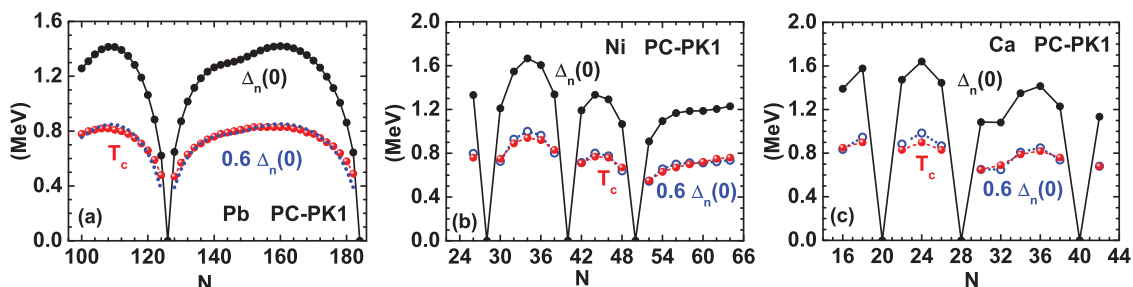 1.6
1.2
0.8
0.4
0.0
(MeV)
Δn(0)
Tc
0.6 Δn(0)
(a)
Pb PC-PK1
100 120 140 160 180
N
2.0
1.6
1.2
0.8
0.4
0.0
(MeV)
Ni PC-PK1
Δn(0)
Tc
0.6 Δn(0)
(b)
24 30 36 42 48 54 60 66
N
2.0
1.6
1.2
0.8
0.4
0.0
(MeV)
Ca PC-PK1
Δn(0)
Tc
0.6 Δn(0)
(c)
16 20 24 28 32 36 40 44
N